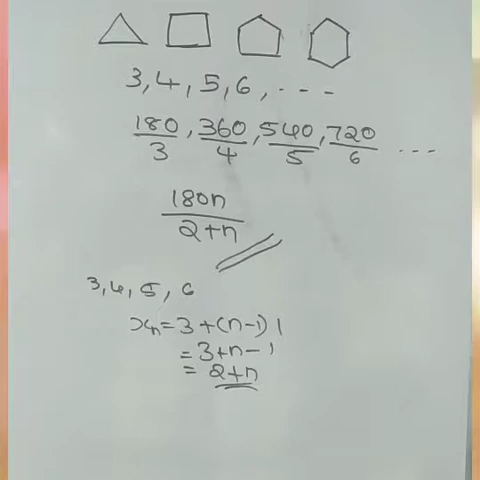 3, 4, 5, 6, ---
180/3, 360/4, 540/5, 720/6 ---
180n/2+n
3, 4, 5, 6
xn = 3 + (n-1) 1
= 3+n-1
= 2+n